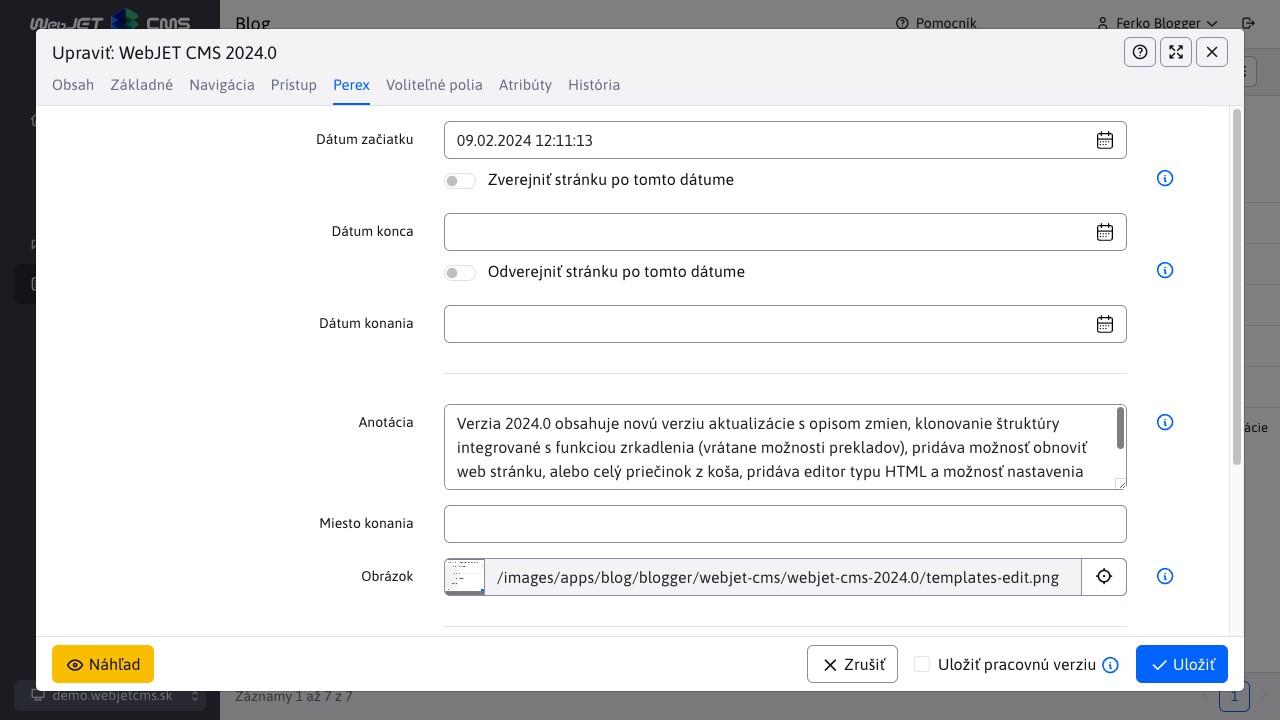 WebJET CMS
Blog
Pomocník
Ferko Blogger
Upraviť: WebJET CMS 2024.0
Obsah Základné Navigácia Prístup Perex Voliteľné polia Atribúty História
Dátum začiatku
09.02.2024 12:11:13
Zverejniť stránku po tomto dátume
Dátum konca
Odverejniť stránku po tomto dátume
Dátum konania
Anotácia
Verzia 2024.0 obsahuje novú verziu aktualizácie s opisom zmien, klonovanie štruktúry
integrované s funkciou zrkadlenia (vrátane možnosti prekladov), pridáva možnosť obnoviť
web stránku, alebo celý priečinok z koša, pridáva editor typu HTML a možnosť nastavenia
Miesto konania
Obrázok
/images/apps/blog/blogger/webjet-cms/webjet-cms-2024.0/templates-edit.png
ácie
Náhľad
Zrušiť
Uložiť pracovnú verziu
Uložiť
demo.webjetcms.sk
Záznamy 1 až 7 z 7
1